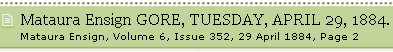 Mataura Ensign GORE, TUESDAY, APRIL 29, 1884.
Mataura Ensign, Volume 6, Issue 352, 29 April 1884, Page 2